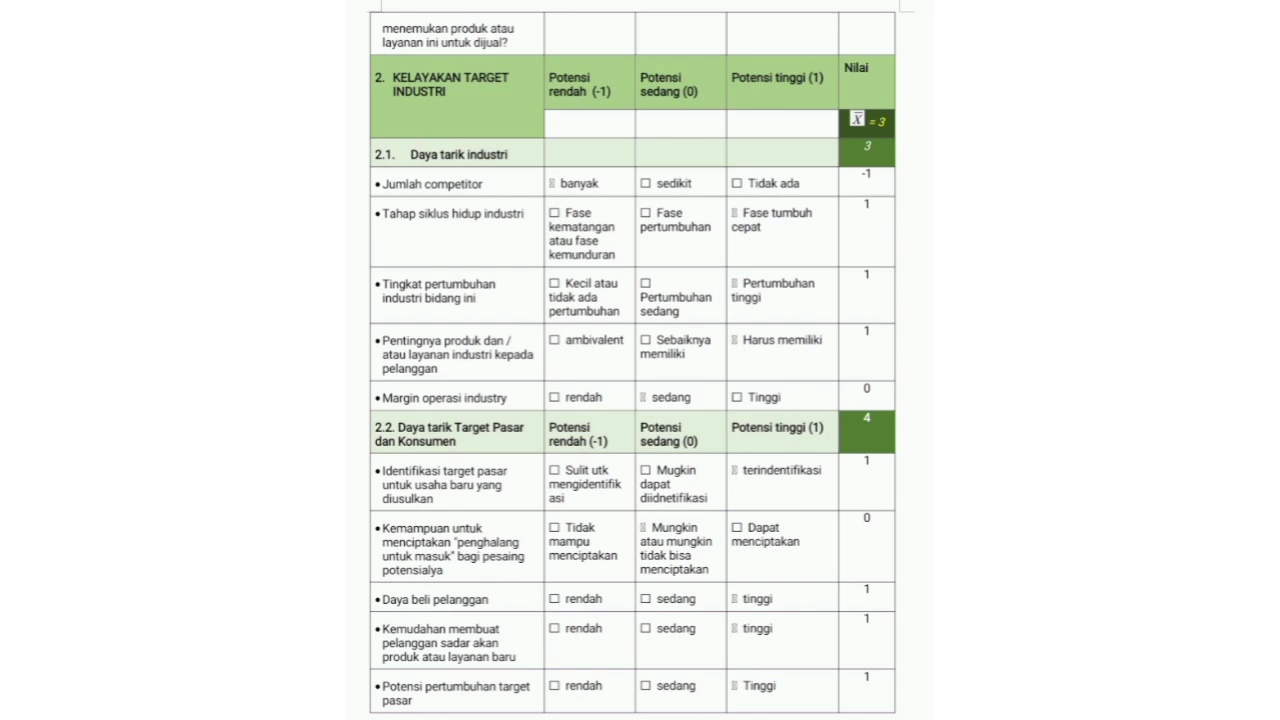 menemukan produk atau
layanan ini untuk dijual?
2. KELAYAKAN TARGET
INDUSTRI
Potensi
rendah (-1)
Potensi
sedang (0)
Potensi tinggi (1)
Nilai
X̅ = 3
2.1. Daya tarik industri
3
• Jumlah competitor
banyak
☐ sedikit
☐ Tidak ada
-1
• Tahap siklus hidup industri
☐ Fase
kematangan
atau fase
kemunduran
☐ Fase
pertumbuhan
Fase tumbuh
cepat
1
• Tingkat pertumbuhan
industri bidang ini
☐ Kecil atau
tidak ada
pertumbuhan
☐
Pertumbuhan
sedang
Pertumbuhan
tinggi
1
• Pentingnya produk dan /
atau layanan industri kepada
pelanggan
☐ ambivalent
☐ Sebaiknya
memiliki
Harus memiliki
1
• Margin operasi industry
☐ rendah
sedang
☐ Tinggi
0
2.2. Daya tarik Target Pasar
dan Konsumen
Potensi
rendah (-1)
Potensi
sedang (0)
Potensi tinggi (1)
4
• Identifikasi target pasar
untuk usaha baru yang
diusulkan
☐ Sulit utk
mengidentifik
asi
☐ Mugkin
dapat
diidnetifikasi
terindentifikasi
1
• Kemampuan untuk
menciptakan "penghalang
untuk masuk" bagi pesaing
potensialya
☐ Tidak
mampu
menciptakan
Mungkin
atau mungkin
tidak bisa
menciptakan
☐ Dapat
menciptakan
0
• Daya beli pelanggan
☐ rendah
☐ sedang
tinggi
1
• Kemudahan membuat
pelanggan sadar akan
produk atau layanan baru
☐ rendah
☐ sedang
tinggi
1
• Potensi pertumbuhan target
pasar
☐ rendah
☐ sedang
Tinggi
1